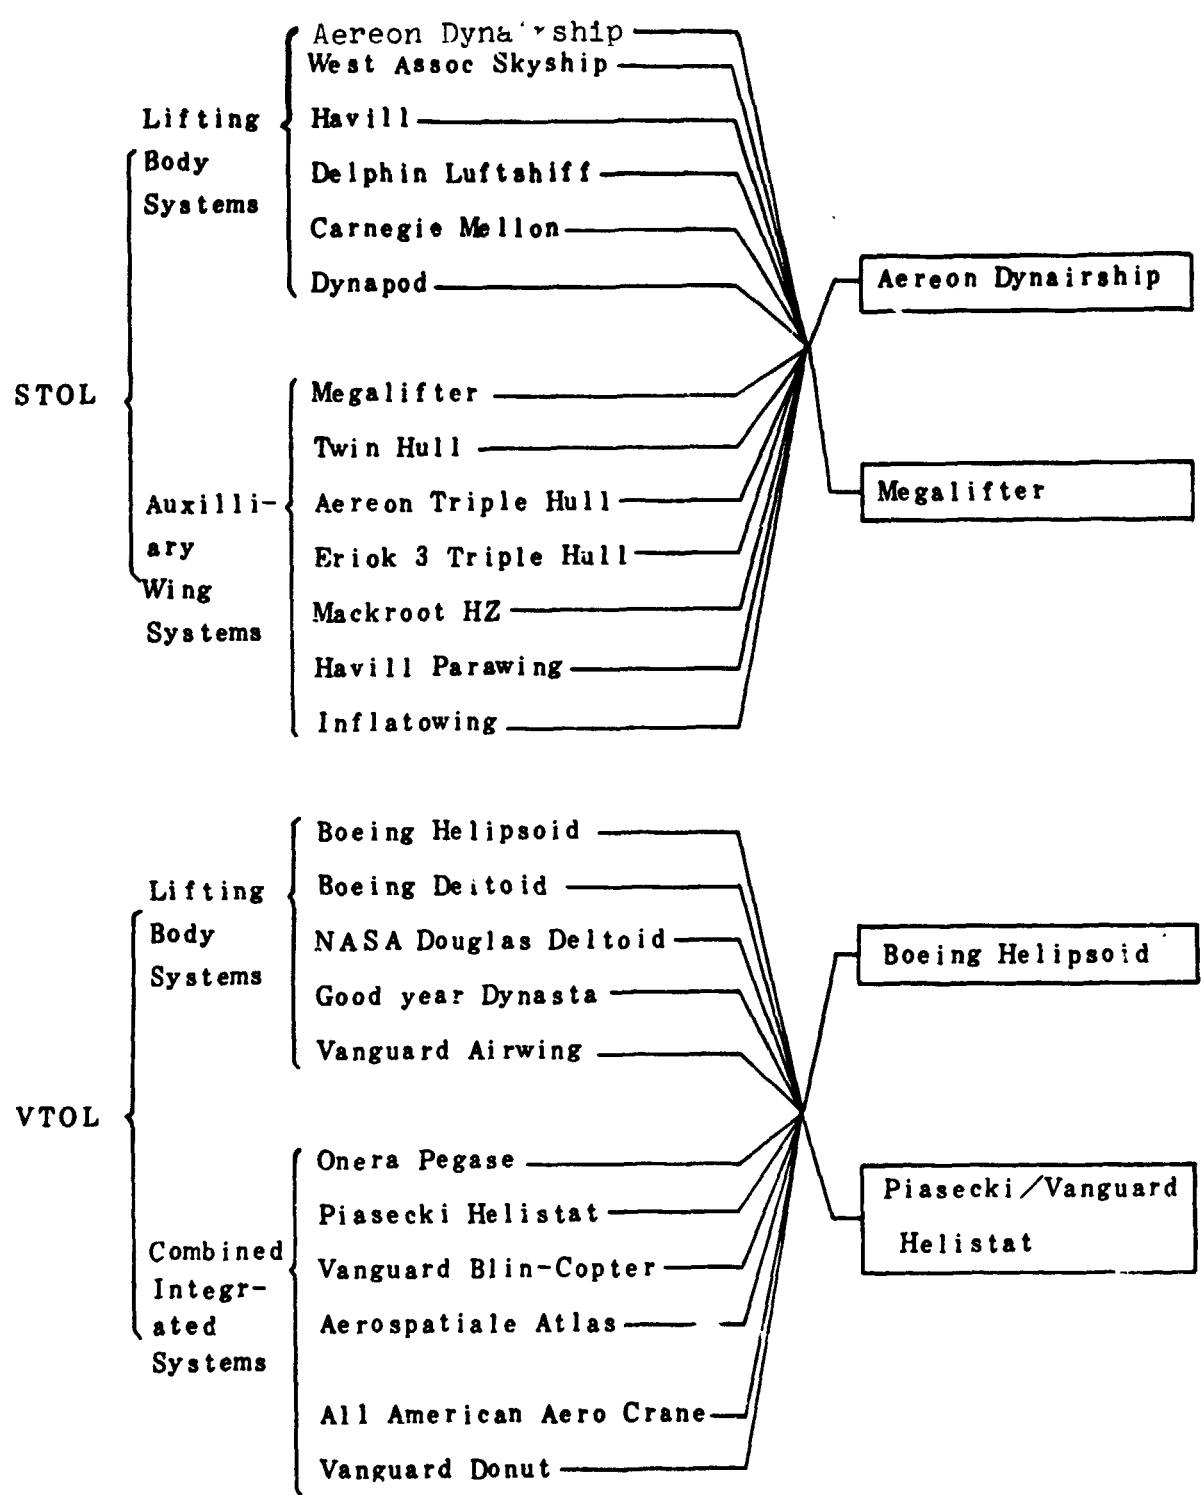 STOL
Lifting
Body
Systems
Aereon Dyna ship
West Assoc Skyship
Havill
Delphin Luftshiff
Carnegie Mellon
Dynapod
Auxilli-
ary
Wing
Systems
Megalifter
Twin Hull
Aereon Triple Hull
Eriok 3 Triple Hull
Mackroot HZ
Havill Parawing
Inflatowing
Aereon Dynairship
Megalifter
VTOL
Lifting
Body
Systems
Boeing Helipsoid
Boeing Deltoid
NASA Douglas Deltoid
Good year Dynasta
Vanguard Airwing
Combined
Integr-
ated
Systems
Onera Pegase
Piasecki Helistat
Vanguard Blin-Copter
Aerospatiale Atlas
All American Aero Crane
Vanguard Donut
Boeing Helipsoid
Piasecki/Vanguard
Helistat